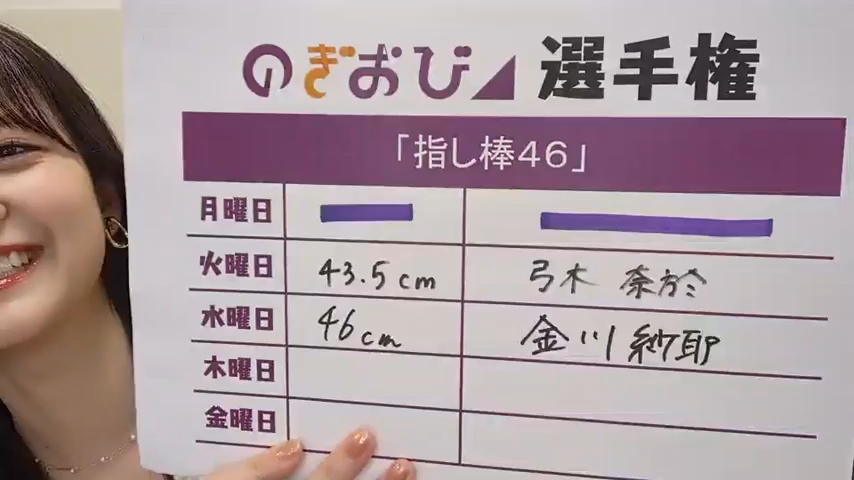 のぎおび 選手権
「指し棒46」
月曜日
火曜日 43.5cm 弓木 奈於
水曜日 46cm 金川 紗耶
木曜日
金曜日